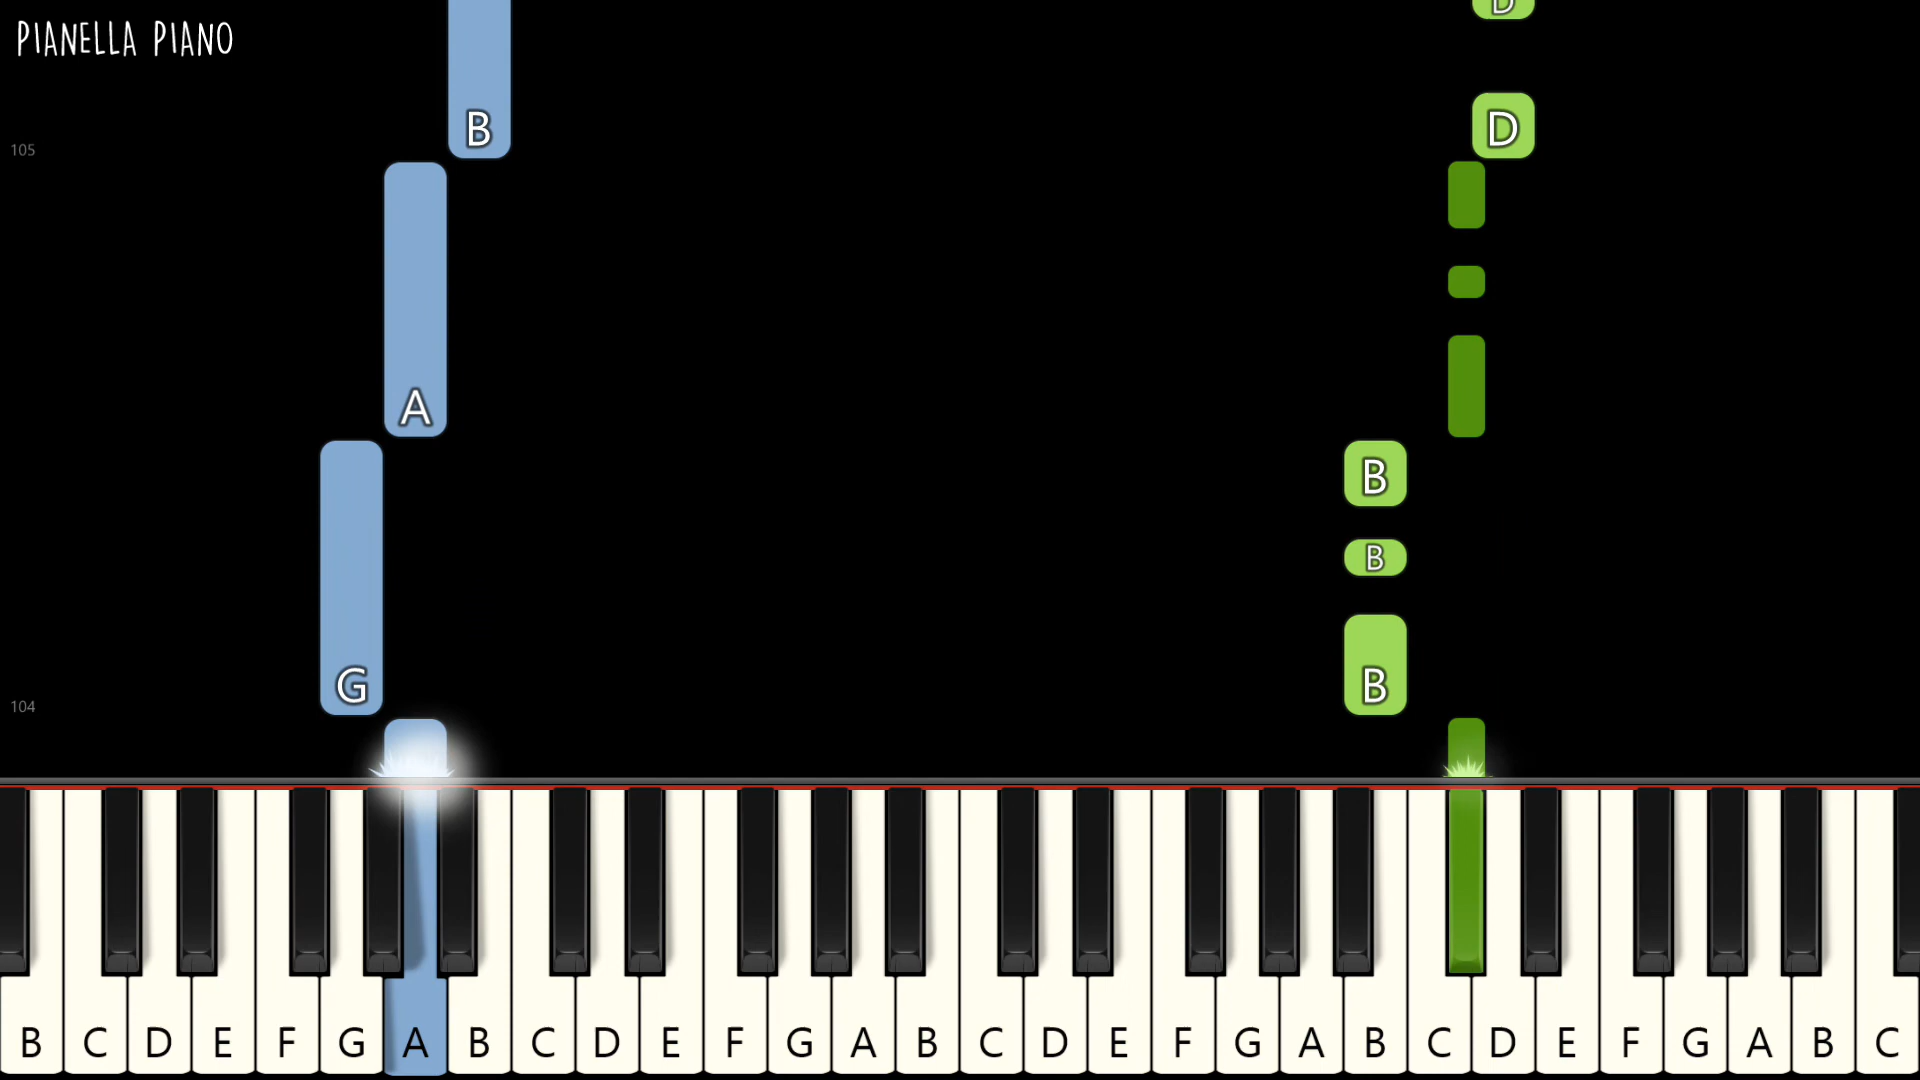 PIANELLA PIANO
D
B
D
105
A
B
B
G
B
104
B C D E F G A B C D E F G A B C D E F G A B C D E F G A B C